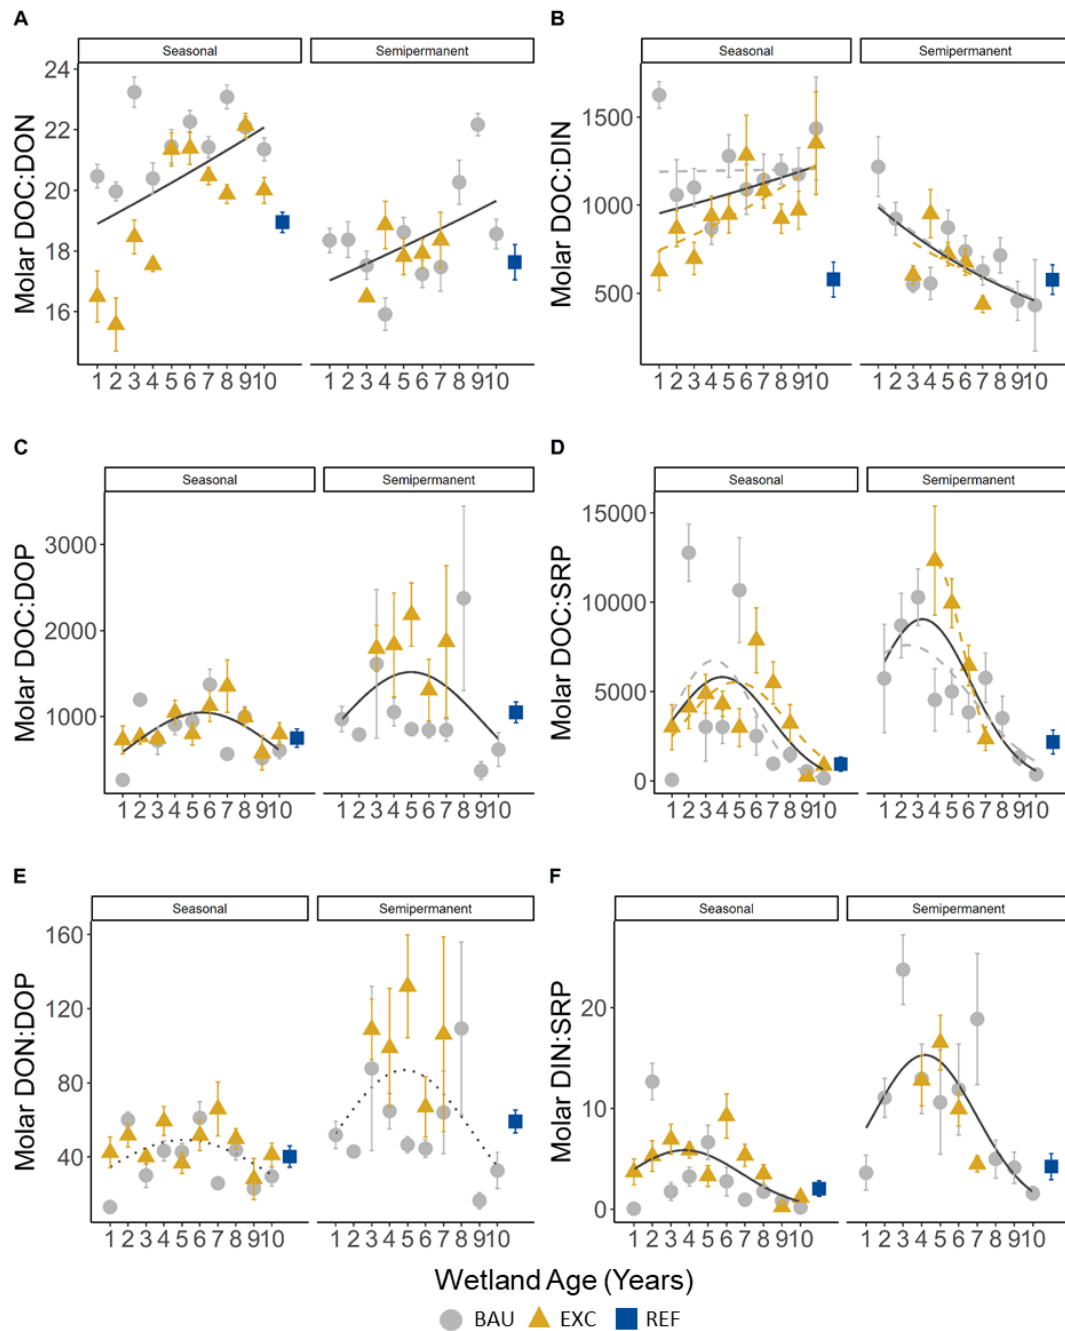 A
Seasonal
Semipermanent
Molar DOC:DON
24
22
20
18
16
1 2 3 4 5 6 7 8 9 10
1 2 3 4 5 6 7 8 9 10
B
Seasonal
Semipermanent
Molar DOC:DIN
1500
1000
500
1 2 3 4 5 6 7 8 9 10
1 2 3 4 5 6 7 8 9 10
C
Seasonal
Semipermanent
Molar DOC:DOP
3000
2000
1000
1 2 3 4 5 6 7 8 9 10
1 2 3 4 5 6 7 8 9 10
D
Seasonal
Semipermanent
Molar DOC:SRP
15000
10000
5000
0
1 2 3 4 5 6 7 8 9 10
1 2 3 4 5 6 7 8 9 10
E
Seasonal
Semipermanent
Molar DON:DOP
160
120
80
40
1 2 3 4 5 6 7 8 9 10
1 2 3 4 5 6 7 8 9 10
F
Seasonal
Semipermanent
Molar DIN:SRP
20
10
0
1 2 3 4 5 6 7 8 9 10
1 2 3 4 5 6 7 8 9 10
Wetland Age (Years)
BAU EXC REF